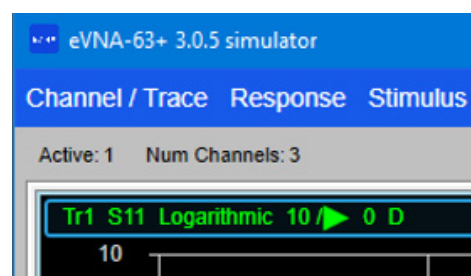 eVNA-63+ 3.0.5 simulator
Channel / Trace Response Stimulus
Active: 1 Num Channels: 3
Tr1 S11 Logarithmic 10 /▶ 0 D
10